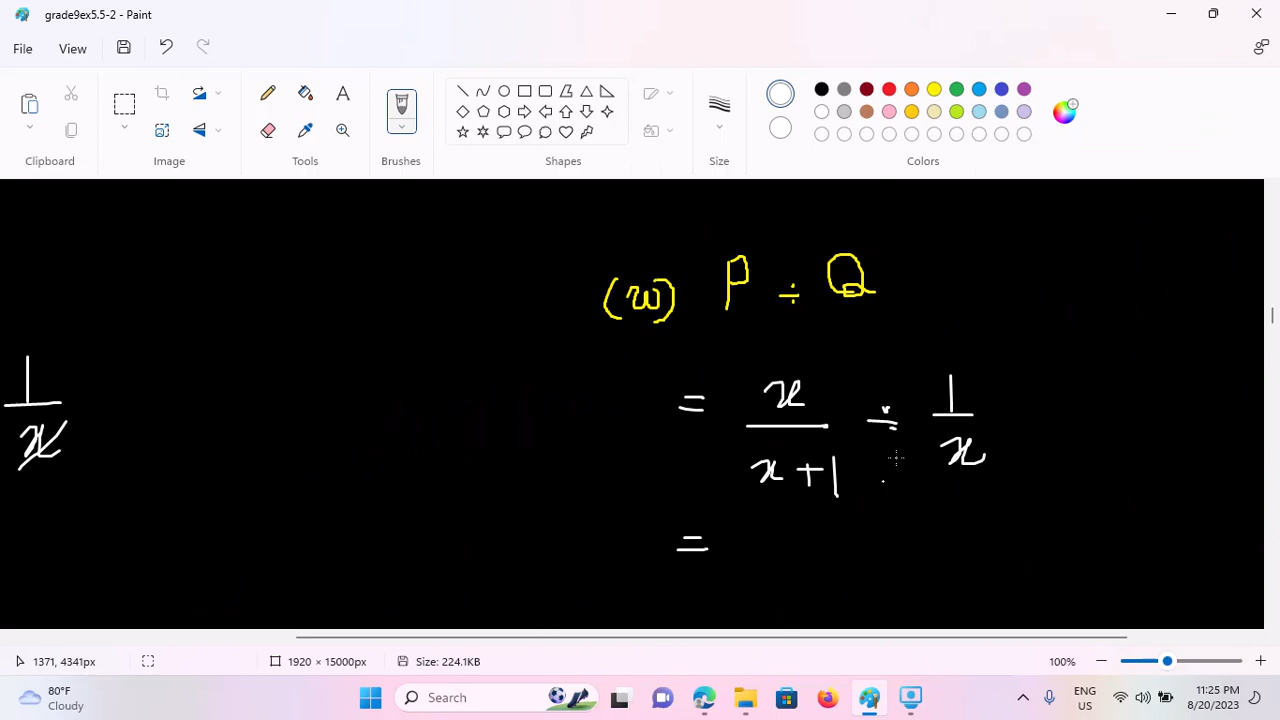 grade9ex5.5-2 - Paint
File View
Clipboard Image Tools Brushes Shapes Size Colors
(iv) P ÷ Q
1/x
= x/(x+1) ÷ 1/x
=
1371, 4341px 1920 × 15000px Size: 224.1KB 100%
80°F
Cloudy
Search
ENG
US
11:25 PM
8/20/2023